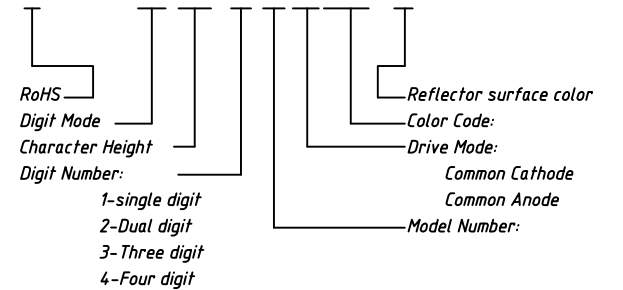 RoHS
Digit Mode
Character Height
Digit Number:
1-single digit
2-Dual digit
3-Three digit
4-Four digit
Reflector surface color
Color Code:
Drive Mode:
Common Cathode
Common Anode
Model Number: